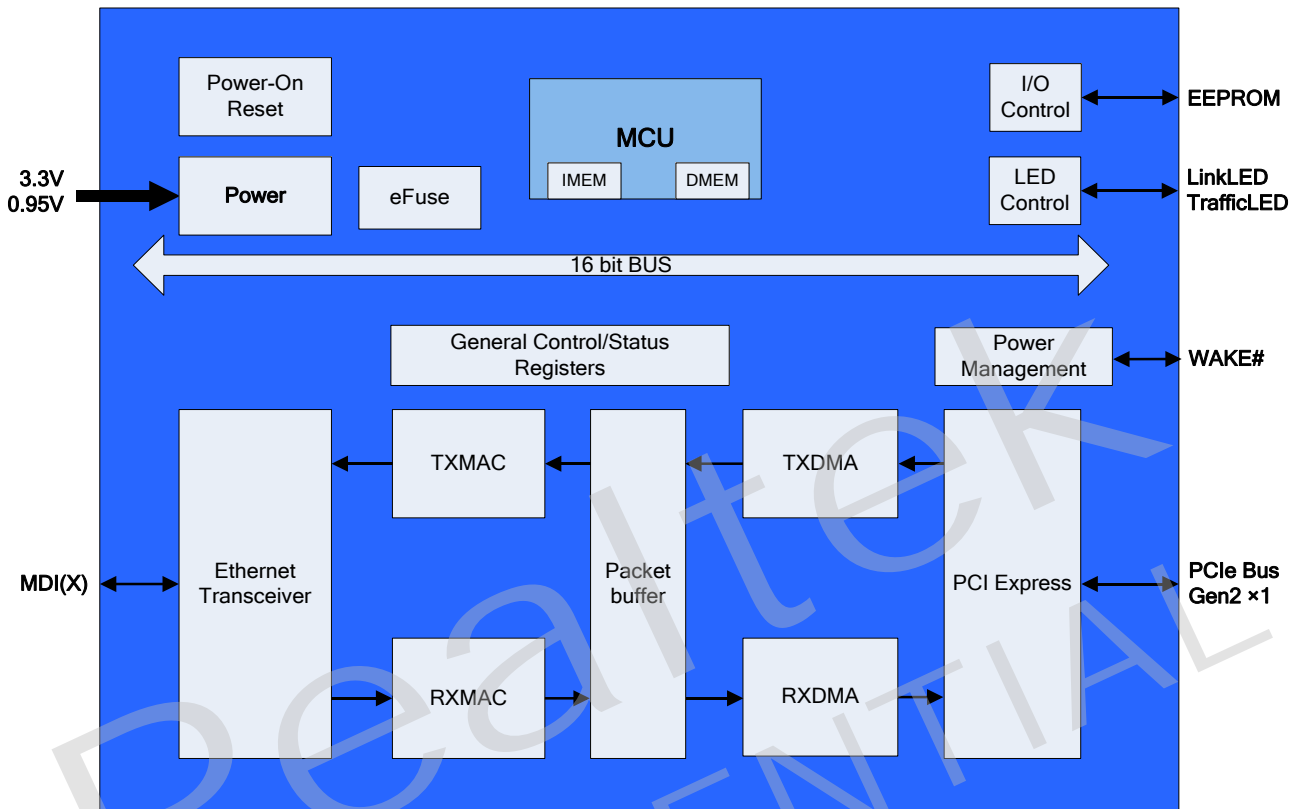 Power-On
Reset
MCU
IMEM
DMEM
I/O
Control
EEPROM
3.3V
0.95V
Power
eFuse
LED
Control
LinkLED
TrafficLED
16 bit BUS
General Control/Status
Registers
Power
Management
WAKE#
TXMAC
TXDMA
MDI(X)
Ethernet
Transceiver
Packet
buffer
PCI Express
PCIe Bus
Gen2 ×1
RXMAC
RXDMA
Realtek
ENTIAL